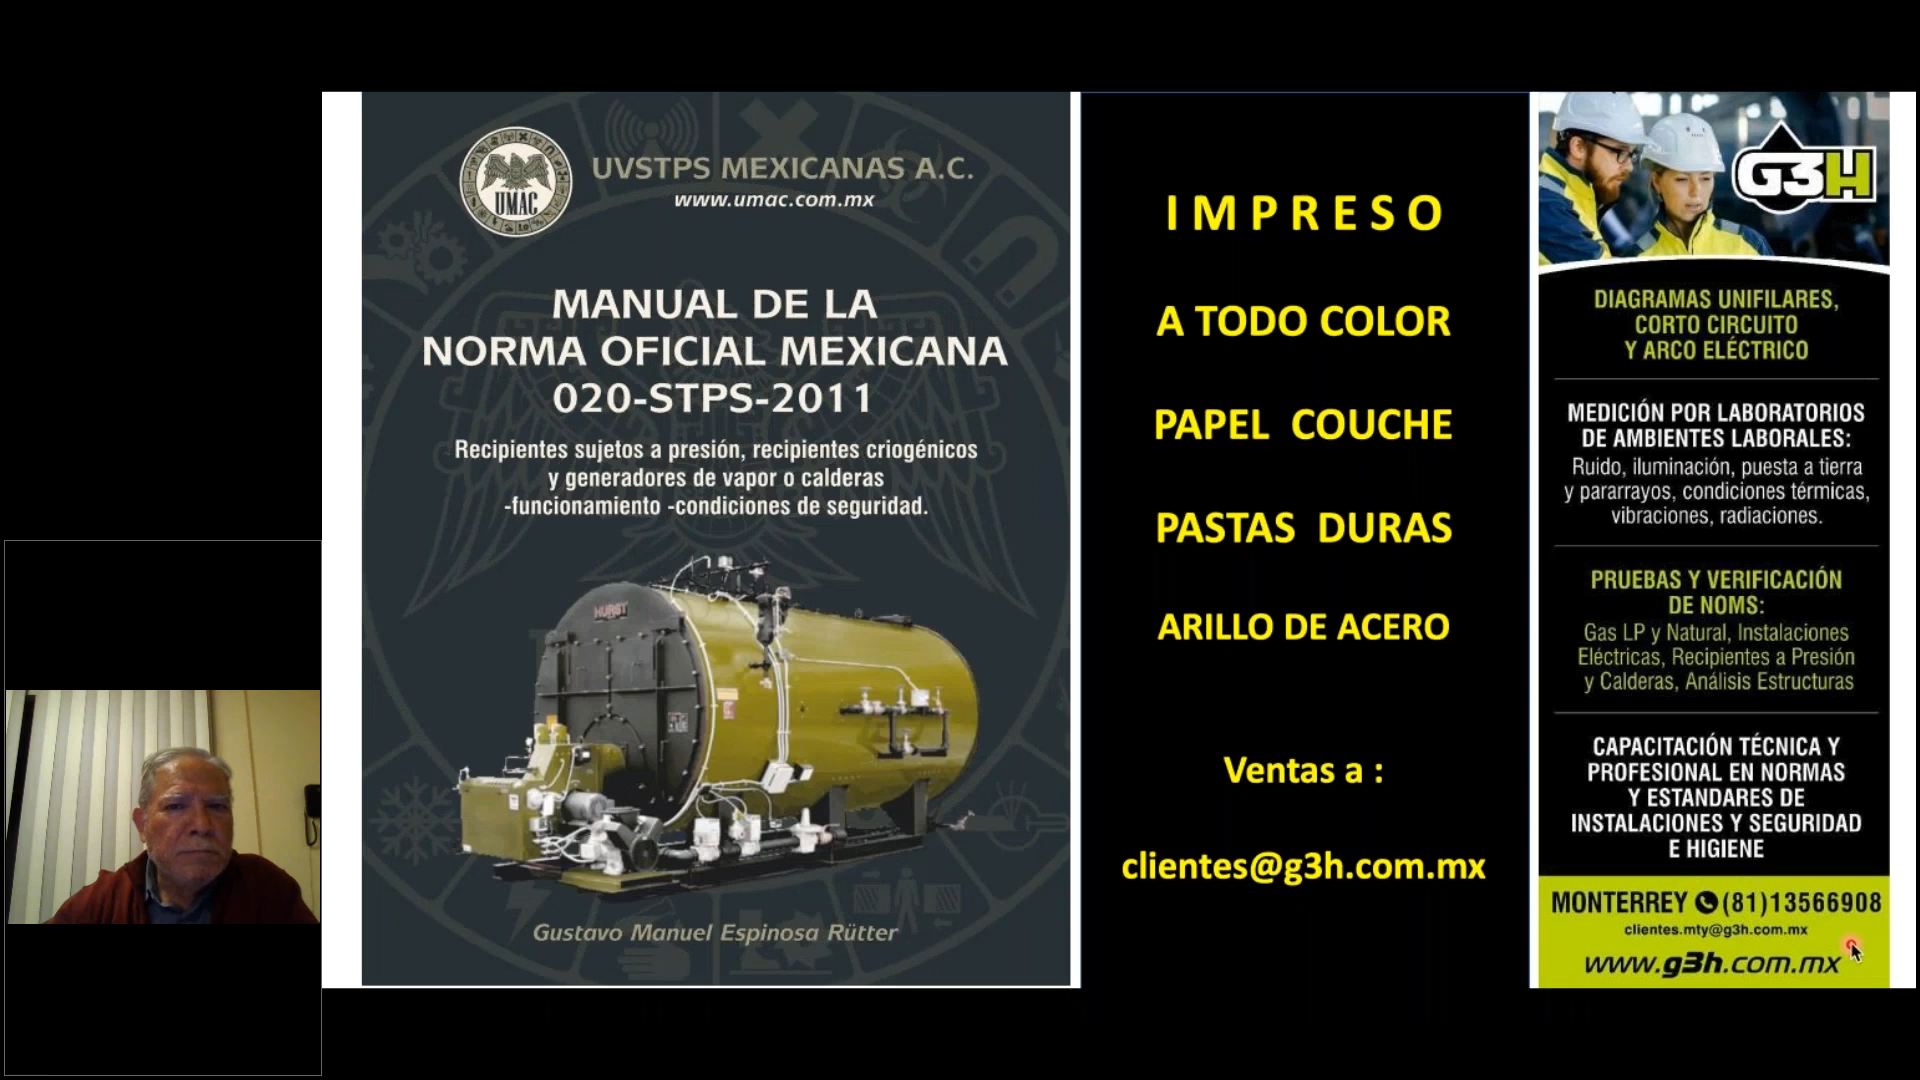 UMAC
UVSTPS MEXICANAS A.C.
www.umac.com.mx
MANUAL DE LA
NORMA OFICIAL MEXICANA
020-STPS-2011
Recipientes sujetos a presión, recipientes criogénicos
y generadores de vapor o calderas
-funcionamiento -condiciones de seguridad.
HURST
Gustavo Manuel Espinosa Rütter
IMPRESO
A TODO COLOR
PAPEL COUCHE
PASTAS DURAS
ARILLO DE ACERO
Ventas a :
clientes@g3h.com.mx
G3H
DIAGRAMAS UNIFILARES,
CORTO CIRCUITO
Y ARCO ELÉCTRICO
MEDICIÓN POR LABORATORIOS
DE AMBIENTES LABORALES:
Ruido, iluminación, puesta a tierra
y pararrayos, condiciones térmicas,
vibraciones, radiaciones.
PRUEBAS Y VERIFICACIÓN
DE NOMS:
Gas LP y Natural, Instalaciones
Eléctricas, Recipientes a Presión
y Calderas, Análisis Estructuras
CAPACITACIÓN TÉCNICA Y
PROFESIONAL EN NORMAS
Y ESTANDARES DE
INSTALACIONES Y SEGURIDAD
E HIGIENE
MONTERREY (81)13566908
clientes.mty@g3h.com.mx
www.g3h.com.mx